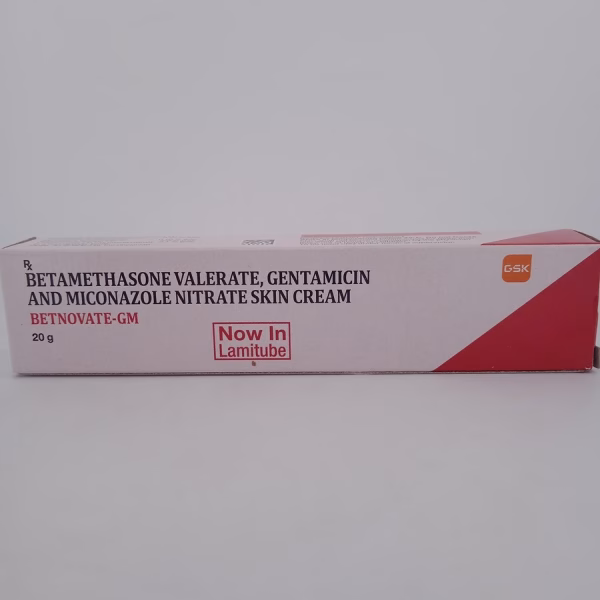 Rx
BETAMETHASONE VALERATE, GENTAMICIN
AND MICONAZOLE NITRATE SKIN CREAM
BETNOVATE-GM
20 g
Now In
Lamitube
GSK